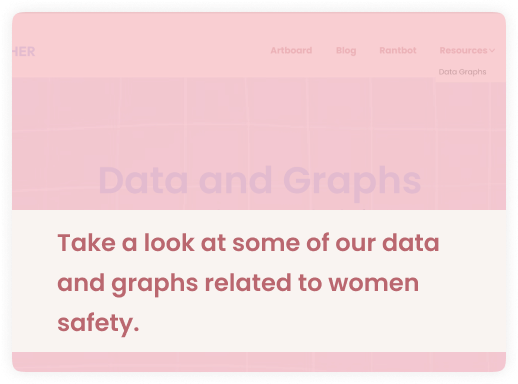 HER
Artboard Blog Rantbot Resources
Data Graphs
Data and Graphs
Take a look at some of our data
and graphs related to women
safety.